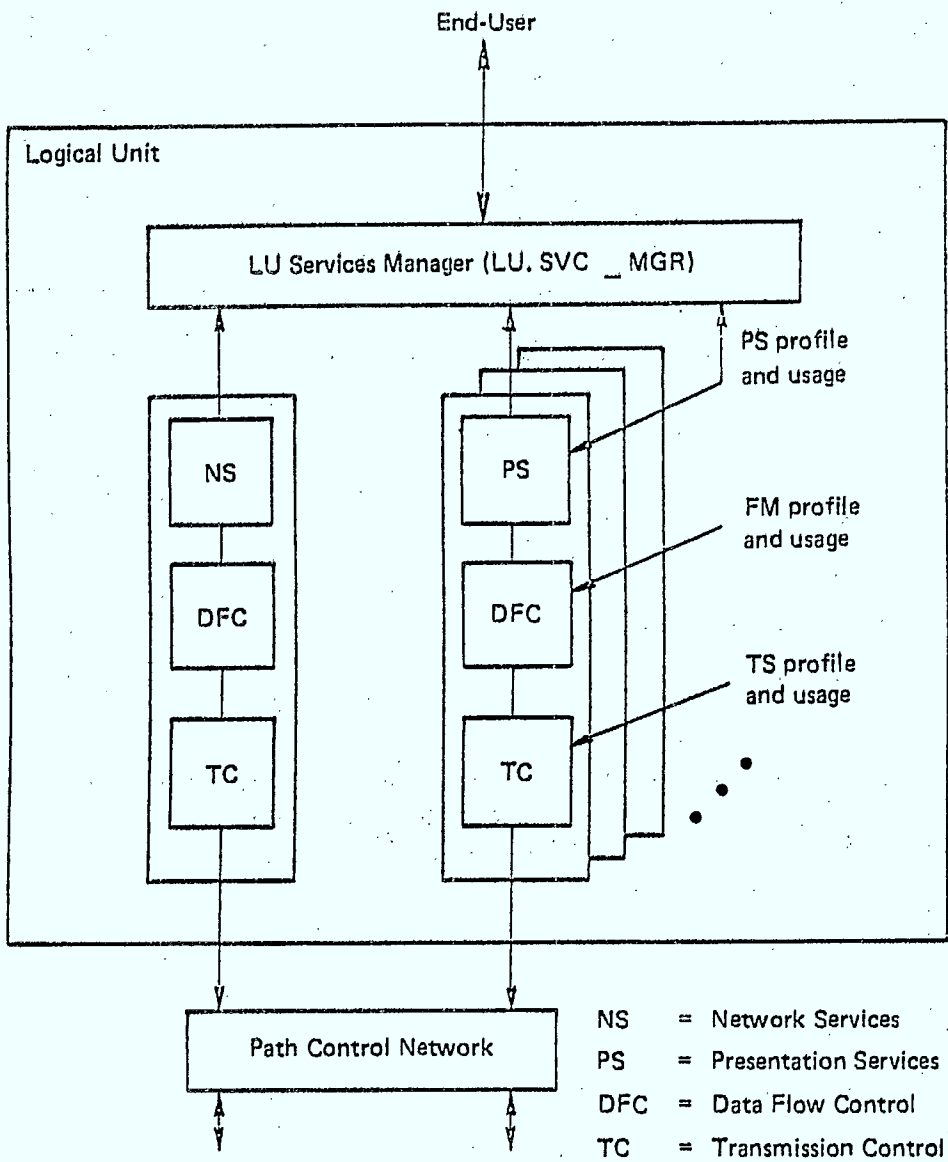 End-User
Logical Unit
LU Services Manager (LU. SVC _ MGR)
PS profile
and usage
NS
PS
FM profile
and usage
DFC
DFC
TS profile
and usage
TC
TC
Path Control Network
NS = Network Services
PS = Presentation Services
DFC = Data Flow Control
TC = Transmission Control